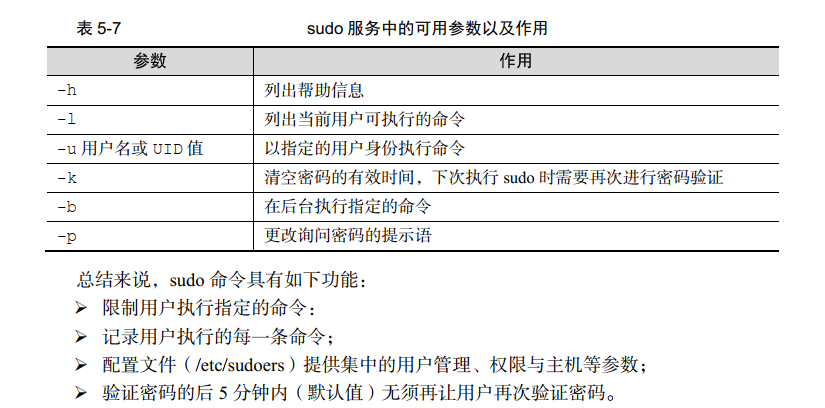 表 5-7 sudo 服务中的可用参数以及作用
参数 作用
-h 列出帮助信息
-l 列出当前用户可执行的命令
-u 用户名或 UID 值 以指定的用户身份执行命令
-k 清空密码的有效时间，下次执行 sudo 时需要再次进行密码验证
-b 在后台执行指定的命令
-p 更改询问密码的提示语
总结来说，sudo 命令具有如下功能：
➢ 限制用户执行指定的命令：
➢ 记录用户执行的每一条命令；
➢ 配置文件（/etc/sudoers）提供集中的用户管理、权限与主机等参数；
➢ 验证密码的后 5 分钟内（默认值）无须再让用户再次验证密码。